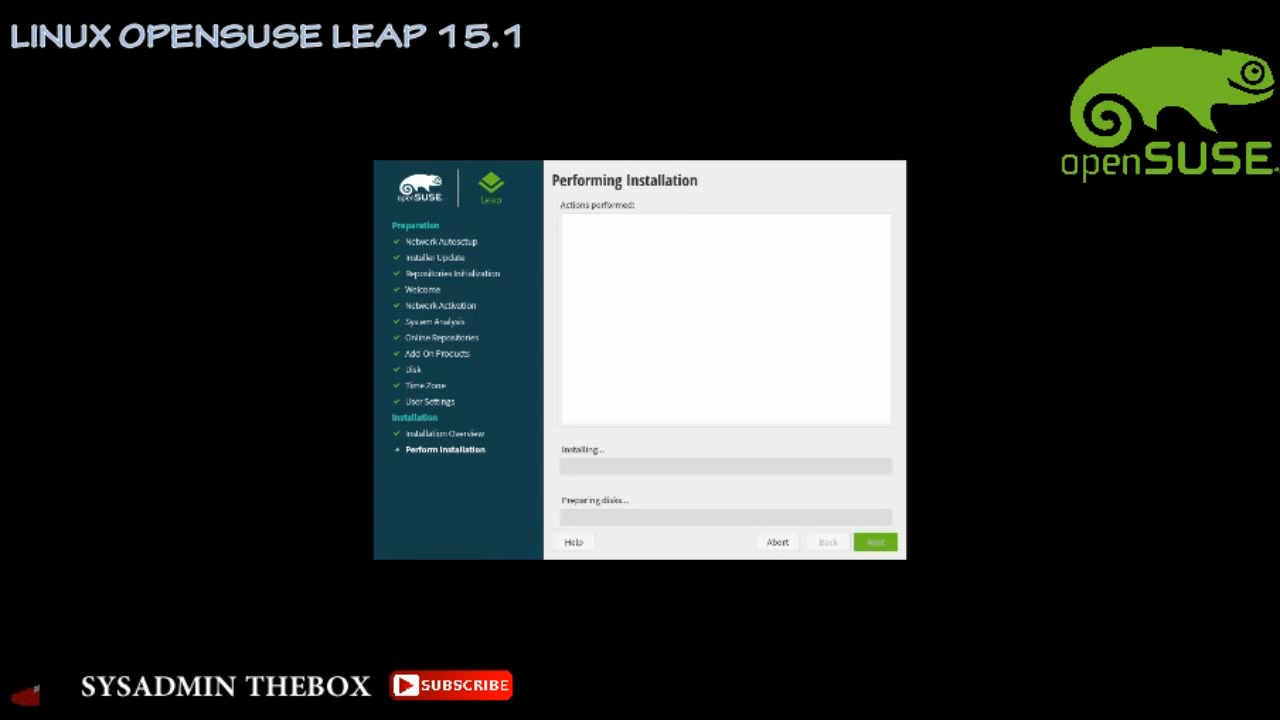 LINUX OPENSUSE LEAP 15.1
openSUSE.
openSUSE.
Leap
Preparation
Network Autosetup
Installer Update
Repositories Initialization
Welcome
Network Activation
System Analysis
Online Repositories
Add On Products
Disk
Time Zone
User Settings
Installation
Installation Overview
Perform Installation
Performing Installation
Actions performed:
Installing...
Preparing disks...
Help
Abort
Back
Next
SYSADMIN THEBOX
SUBSCRIBE